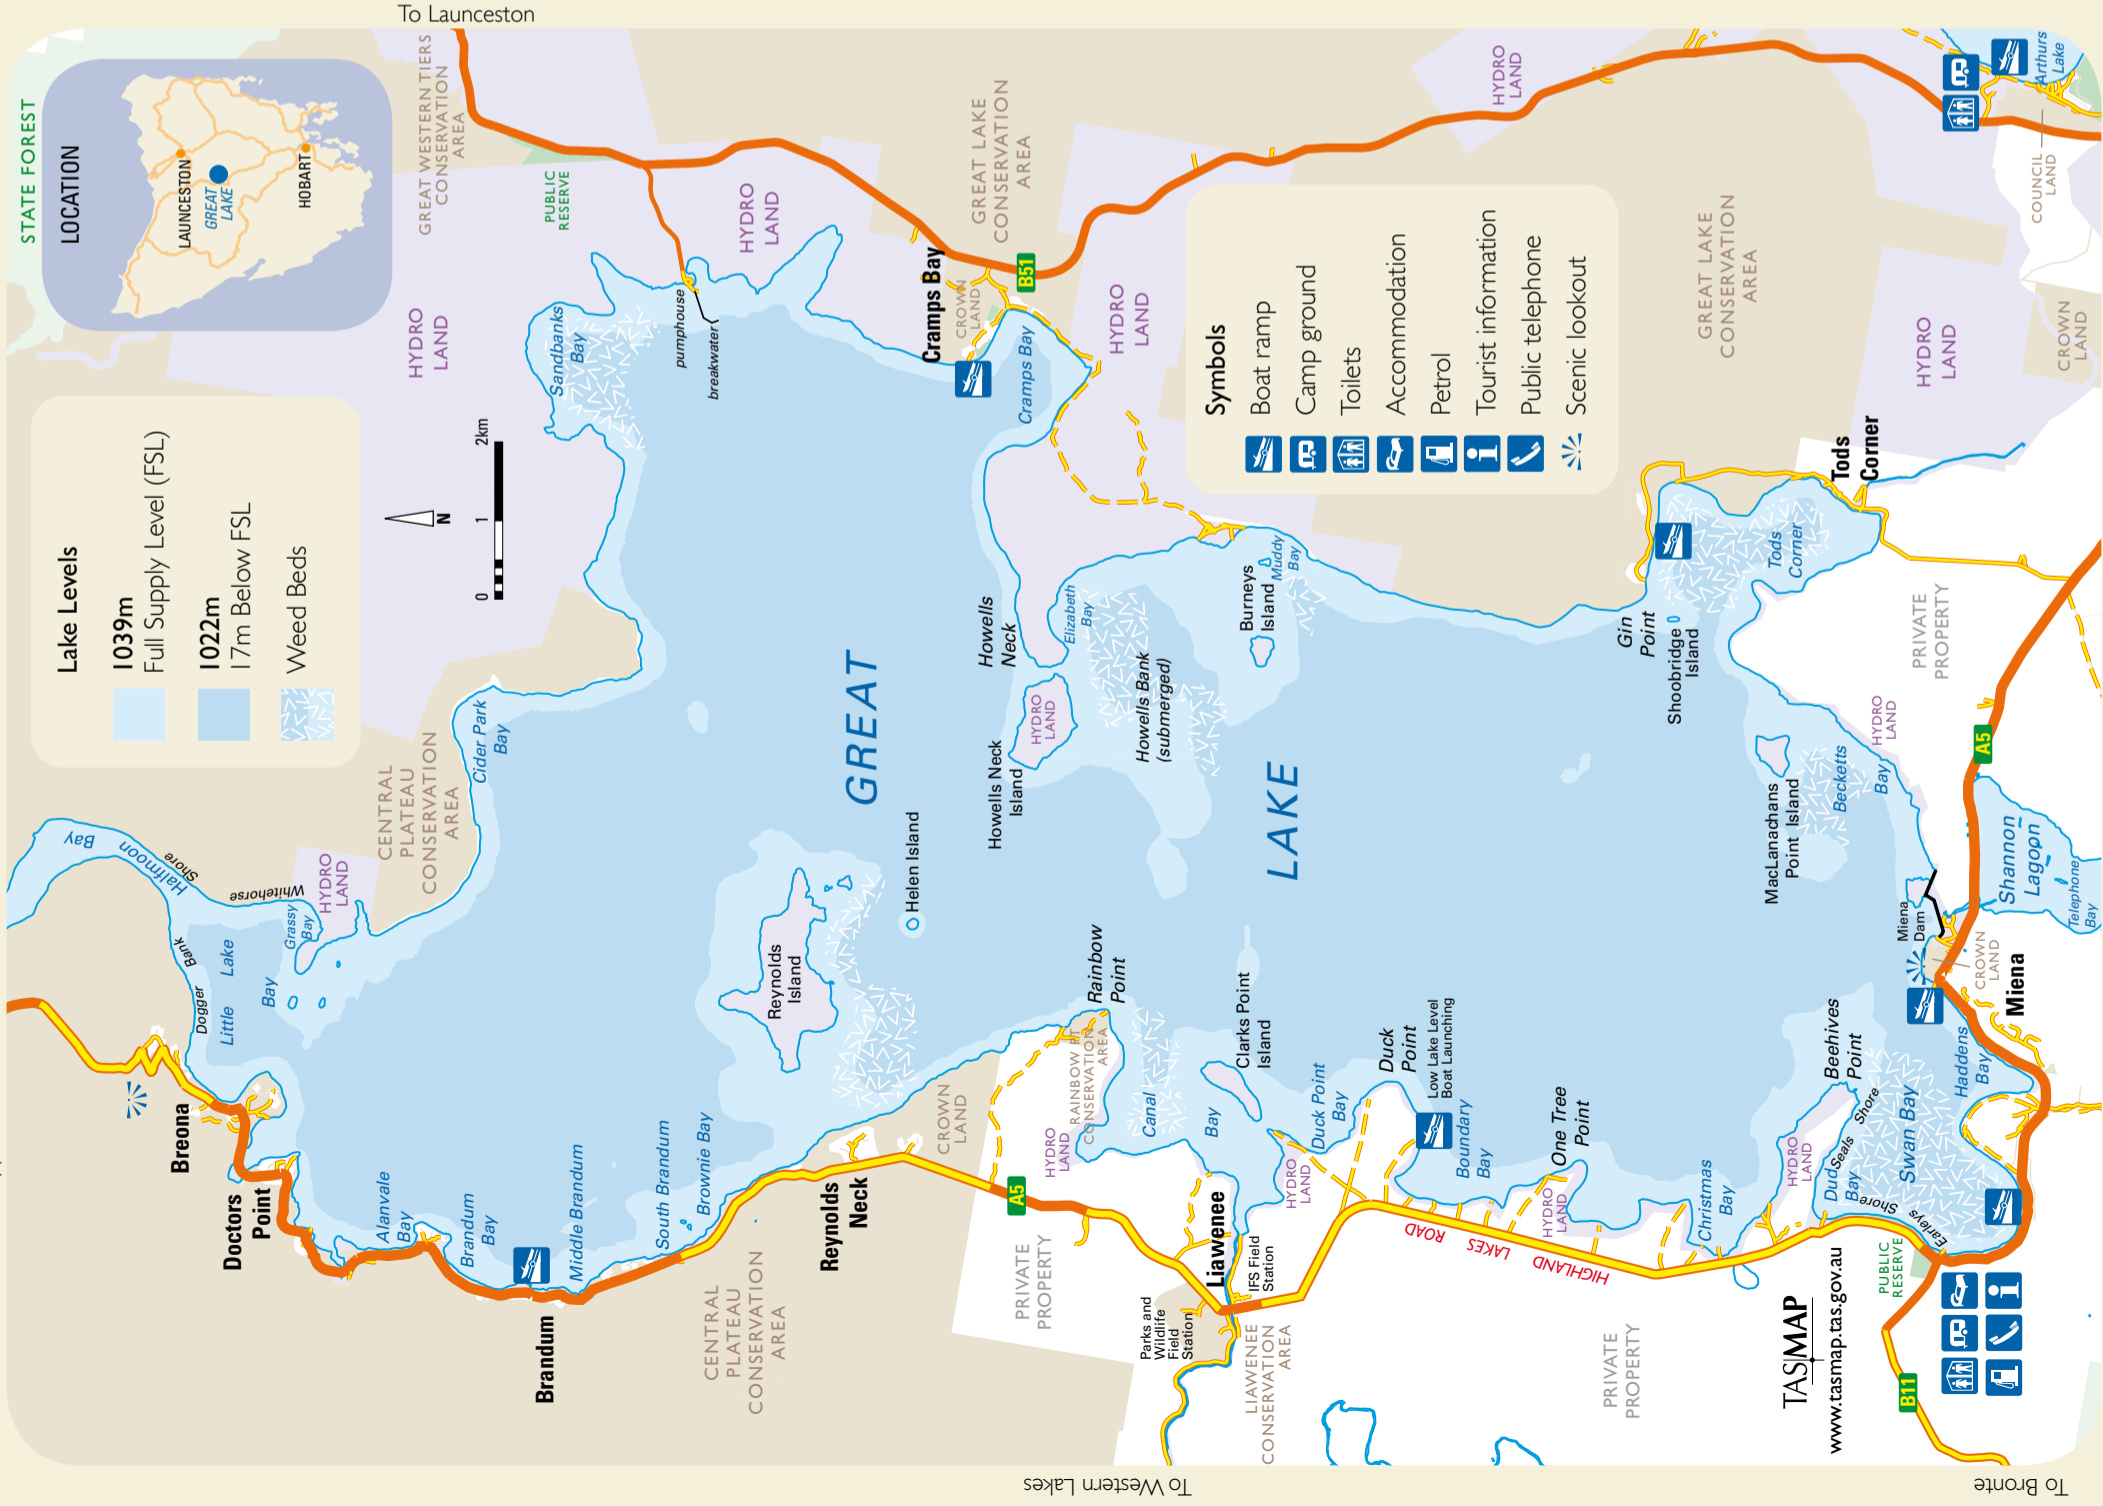 To Launceston
STATE FOREST
LOCATION
LAUNCESTON
GREAT
LAKE
HOBART
GREAT WESTERN TIERS
CONSERVATION
AREA
PUBLIC
RESERVE
HYDRO
LAND
GREAT LAKE
CONSERVATION
AREA
HYDRO
LAND
Arthurs
Lake
COUNCIL
LAND
Lake Levels
1039m
Full Supply Level (FSL)
1022m
17m Below FSL
Weed Beds
HYDRO
LAND
N
0
1
2km
Sandbanks
Bay
pumphouse
breakwater
Cramps Bay
CROWN
LAND
B51
Cramps Bay
HYDRO
LAND
Symbols
Boat ramp
Camp ground
Toilets
Accommodation
Petrol
Tourist information
Public telephone
Scenic lookout
GREAT LAKE
CONSERVATION
AREA
HYDRO
LAND
CROWN
LAND
Tods
Corner
Tods
Corner
CENTRAL
PLATEAU
CONSERVATION
AREA
Cider Park
Bay
GREAT
LAKE
Howells
Neck
Elizabeth
Bay
HYDRO
LAND
Howells Neck
Island
Howells Bank
(submerged)
Burneys
Island
Muddy
Bay
Gin
Point
Shoobridge
Island
PRIVATE
PROPERTY
HYDRO
LAND
A5
MacLanachans
Point Island
Becketts
Bay
Shannon
Lagoon
Telephone
Bay
Halfmoon Bay
Whitehorse Shore
HYDRO
LAND
Grassy
Bay
Dogger Bank
Little Lake
Bay
Reynolds
Island
Helen Island
Rainbow
Point
RAINBOW PT
CONSERVATION
AREA
HYDRO
LAND
Canal
Bay
Clarks Point
Island
Duck Point
Bay
Duck
Point
Low Lake Level
Boat Launching
Boundary
Bay
One Tree
Point
HYDRO
LAND
HYDRO
LAND
Christmas
Bay
HYDRO
LAND
Beehives
Point
Dud
Bay
Seals Shore
Swan Bay
Earleys Shore
Haddens
Bay
Miena
Dam
CROWN
LAND
Miena
Breona
Doctors
Point
Alanvale
Bay
Brandum
Bay
Middle Brandum
South Brandum
Brownie Bay
Brandum
Reynolds
Neck
CROWN
LAND
CENTRAL
PLATEAU
CONSERVATION
AREA
PRIVATE
PROPERTY
A5
Liawenee
IFS Field
Station
Parks and
Wildlife
Field
Station
LIAWENEE
CONSERVATION
AREA
HIGHLAND LAKES ROAD
PRIVATE
PROPERTY
TASMAP
www.tasmap.tas.gov.au
PUBLIC
RESERVE
B11
To Western Lakes
To Bronte